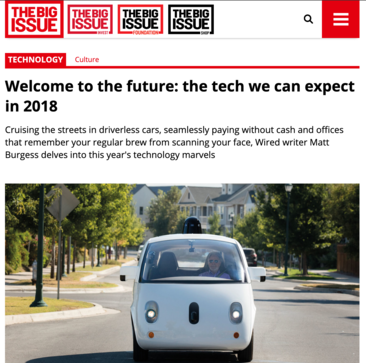 THE BIG ISSUE
THE BIG ISSUE INVEST
THE BIG ISSUE FOUNDATION
THE BIG ISSUE SHOP
TECHNOLOGY Culture
Welcome to the future: the tech we can expect
in 2018
Cruising the streets in driverless cars, seamlessly paying without cash and offices
that remember your regular brew from scanning your face, Wired writer Matt
Burgess delves into this year's technology marvels